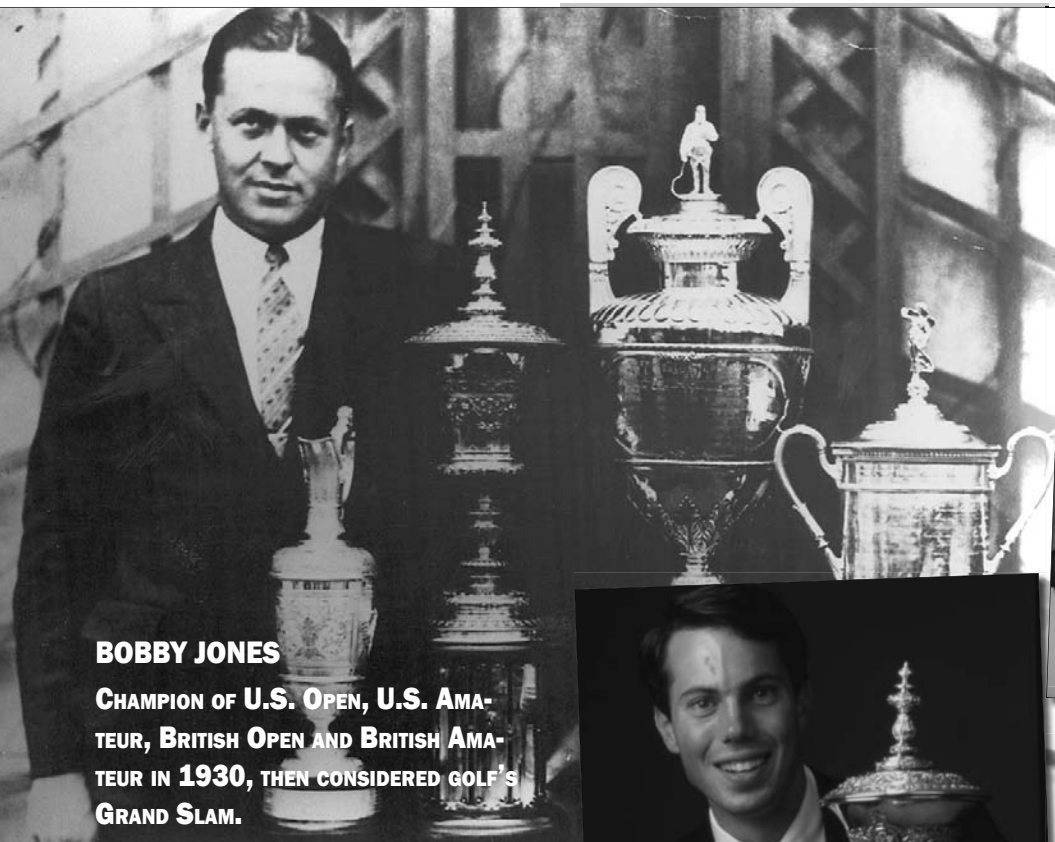 BOBBY JONES
CHAMPION OF U.S. OPEN, U.S. AMA-
TEUR, BRITISH OPEN AND BRITISH AMA-
TEUR IN 1930, THEN CONSIDERED GOLF'S
GRAND SLAM.